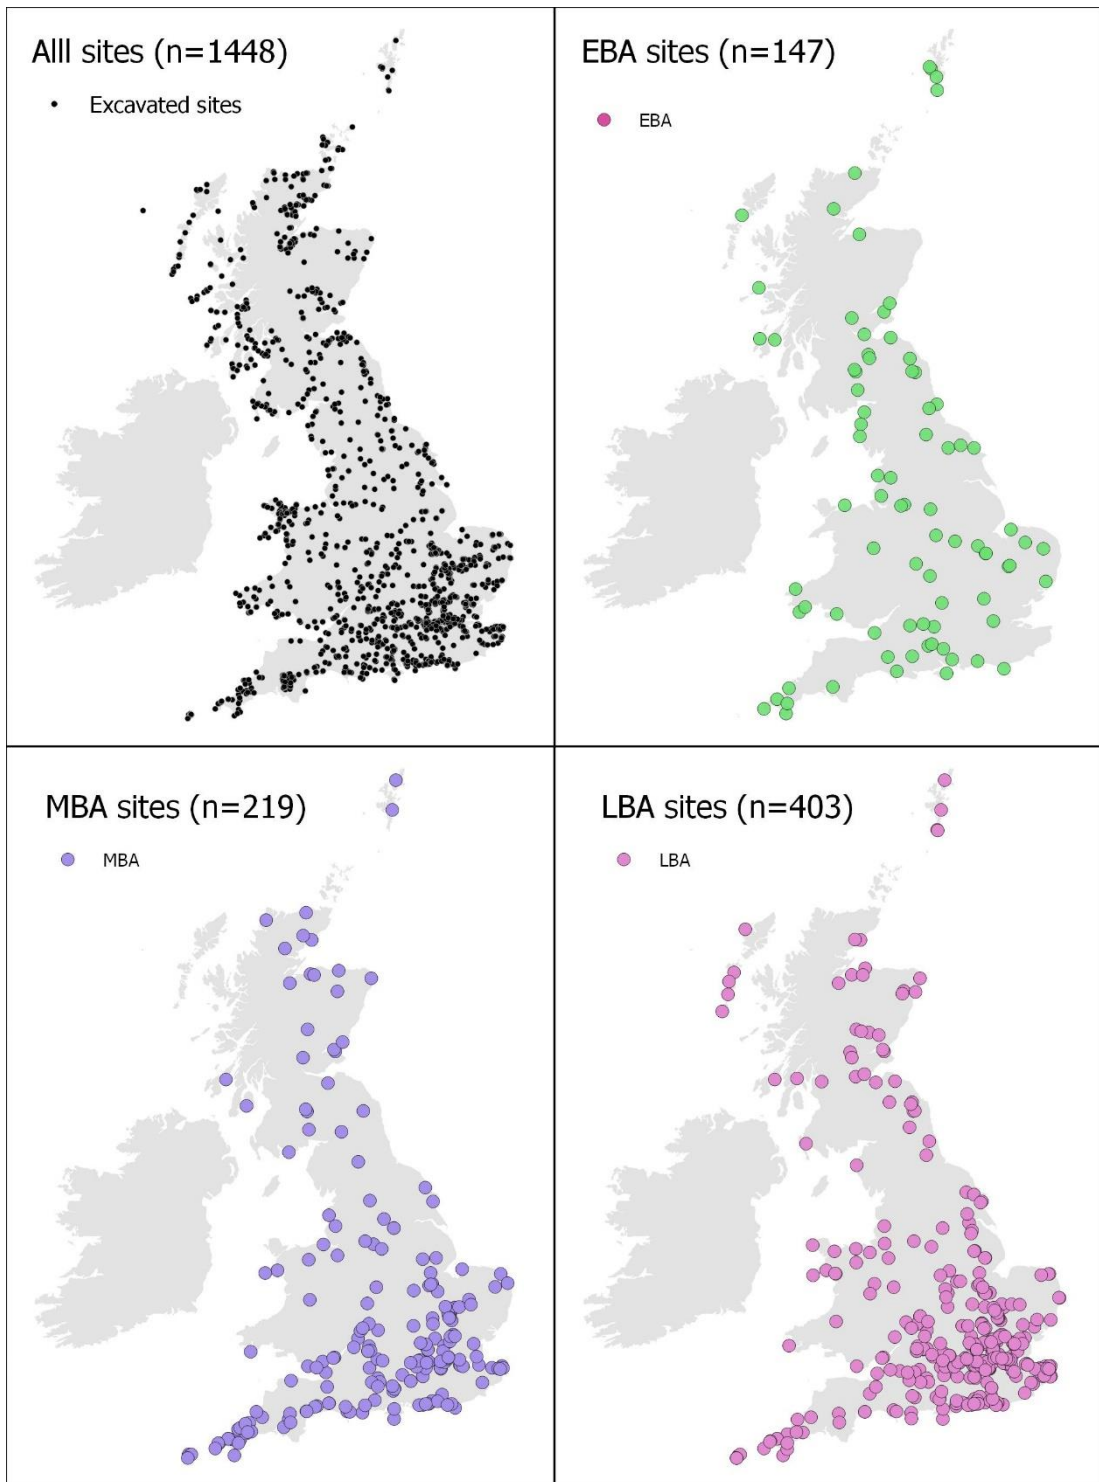 Alll sites (n=1448)
Excavated sites
EBA sites (n=147)
EBA
MBA sites (n=219)
MBA
LBA sites (n=403)
LBA